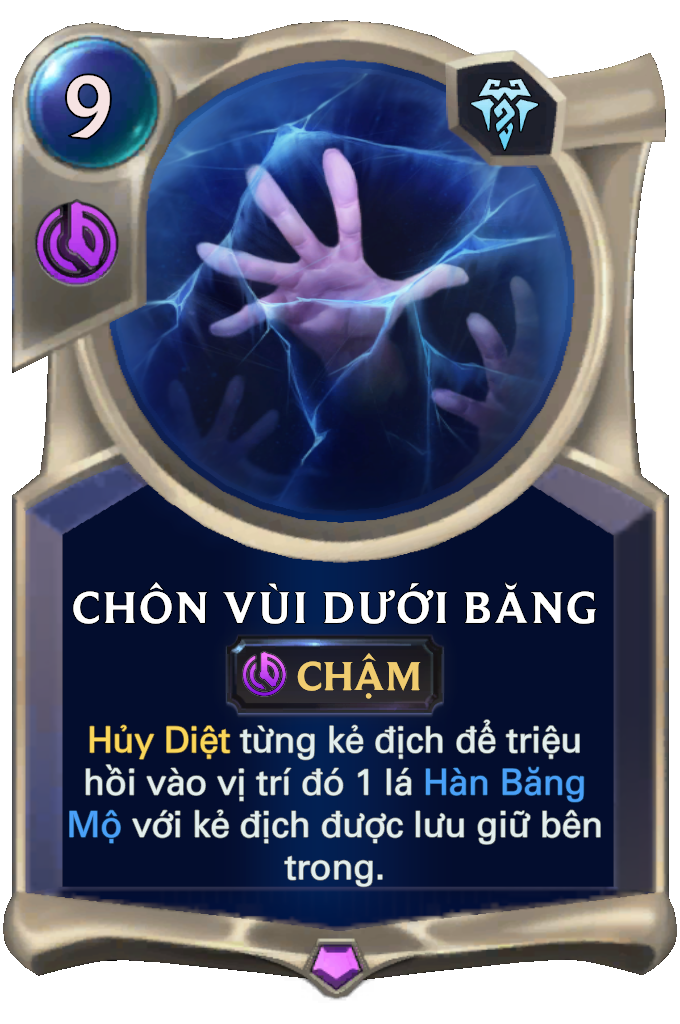 9
CHÔN VÙI DƯỚI BĂNG
CHẬM
Hủy Diệt từng kẻ địch để triệu
hồi vào vị trí đó 1 lá Hàn Băng
Mộ với kẻ địch được lưu giữ bên
trong.